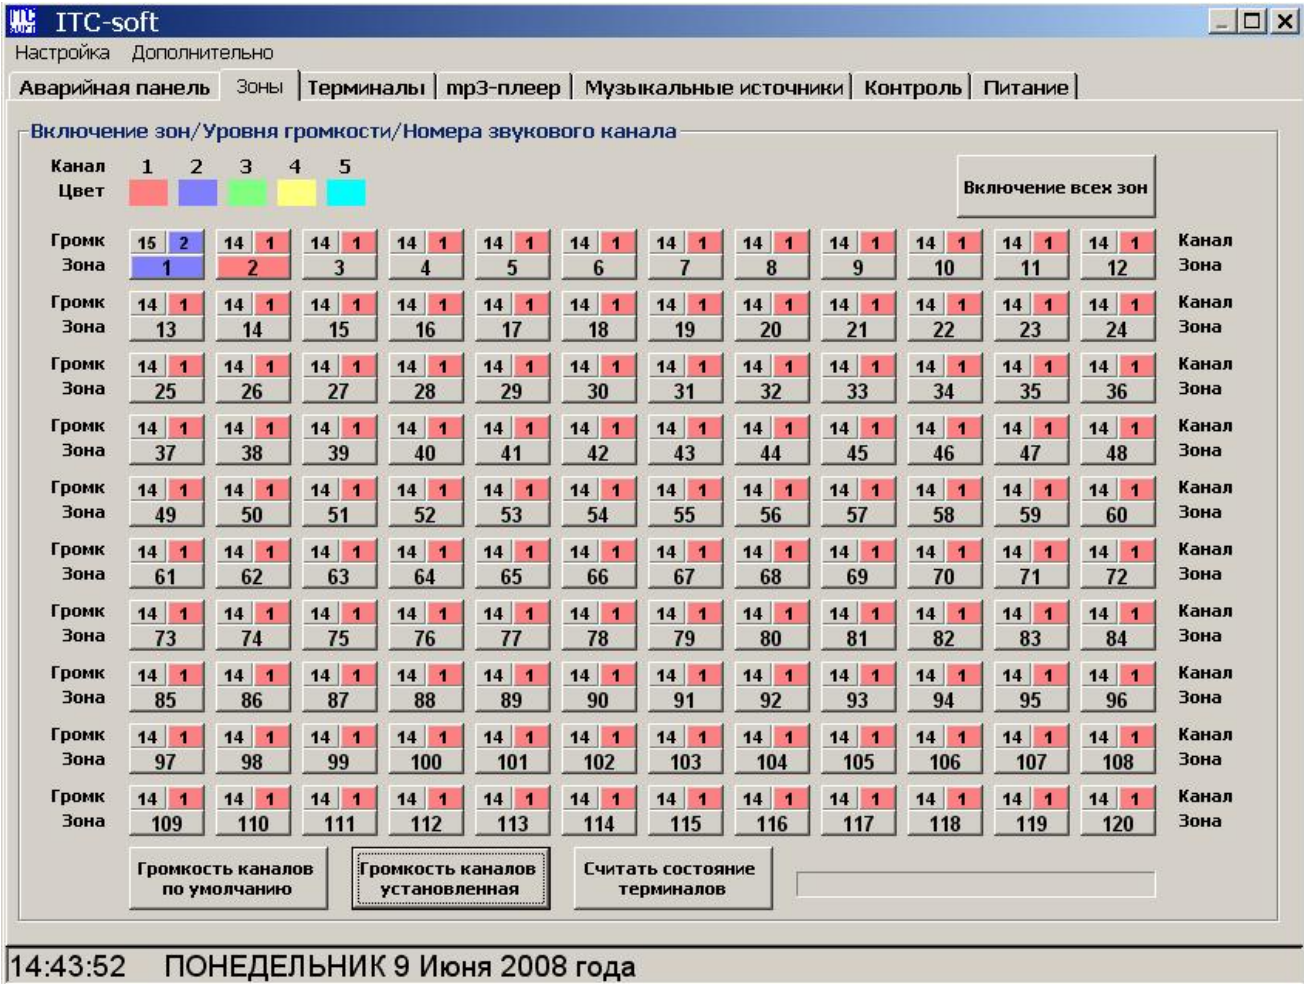 ITC SOFT ITC-soft
Настройка Дополнительно
Аварийная панель Зоны Терминалы mp3-плеер Музыкальные источники Контроль Питание
Включение зон/Уровня громкости/Номера звукового канала
Канал 1 2 3 4 5
Цвет
Включение всех зон
Громк 15 2 14 1 14 1 14 1 14 1 14 1 14 1 14 1 14 1 14 1 14 1 14 1 Канал
Зона 1 2 3 4 5 6 7 8 9 10 11 12 Зона
Громк 14 1 14 1 14 1 14 1 14 1 14 1 14 1 14 1 14 1 14 1 14 1 14 1 Канал
Зона 13 14 15 16 17 18 19 20 21 22 23 24 Зона
Громк 14 1 14 1 14 1 14 1 14 1 14 1 14 1 14 1 14 1 14 1 14 1 14 1 Канал
Зона 25 26 27 28 29 30 31 32 33 34 35 36 Зона
Громк 14 1 14 1 14 1 14 1 14 1 14 1 14 1 14 1 14 1 14 1 14 1 14 1 Канал
Зона 37 38 39 40 41 42 43 44 45 46 47 48 Зона
Громк 14 1 14 1 14 1 14 1 14 1 14 1 14 1 14 1 14 1 14 1 14 1 14 1 Канал
Зона 49 50 51 52 53 54 55 56 57 58 59 60 Зона
Громк 14 1 14 1 14 1 14 1 14 1 14 1 14 1 14 1 14 1 14 1 14 1 14 1 Канал
Зона 61 62 63 64 65 66 67 68 69 70 71 72 Зона
Громк 14 1 14 1 14 1 14 1 14 1 14 1 14 1 14 1 14 1 14 1 14 1 14 1 Канал
Зона 73 74 75 76 77 78 79 80 81 82 83 84 Зона
Громк 14 1 14 1 14 1 14 1 14 1 14 1 14 1 14 1 14 1 14 1 14 1 14 1 Канал
Зона 85 86 87 88 89 90 91 92 93 94 95 96 Зона
Громк 14 1 14 1 14 1 14 1 14 1 14 1 14 1 14 1 14 1 14 1 14 1 14 1 Канал
Зона 97 98 99 100 101 102 103 104 105 106 107 108 Зона
Громк 14 1 14 1 14 1 14 1 14 1 14 1 14 1 14 1 14 1 14 1 14 1 14 1 Канал
Зона 109 110 111 112 113 114 115 116 117 118 119 120 Зона
Громкость каналов
по умолчанию
Громкость каналов
установленная
Считать состояние
терминалов
14:43:52 ПОНЕДЕЛЬНИК 9 Июня 2008 года